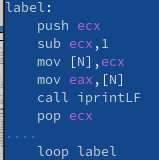 label:
push ecx
sub ecx,1
mov [N],ecx
mov eax,[N]
call iprintLF
pop ecx
....
loop label